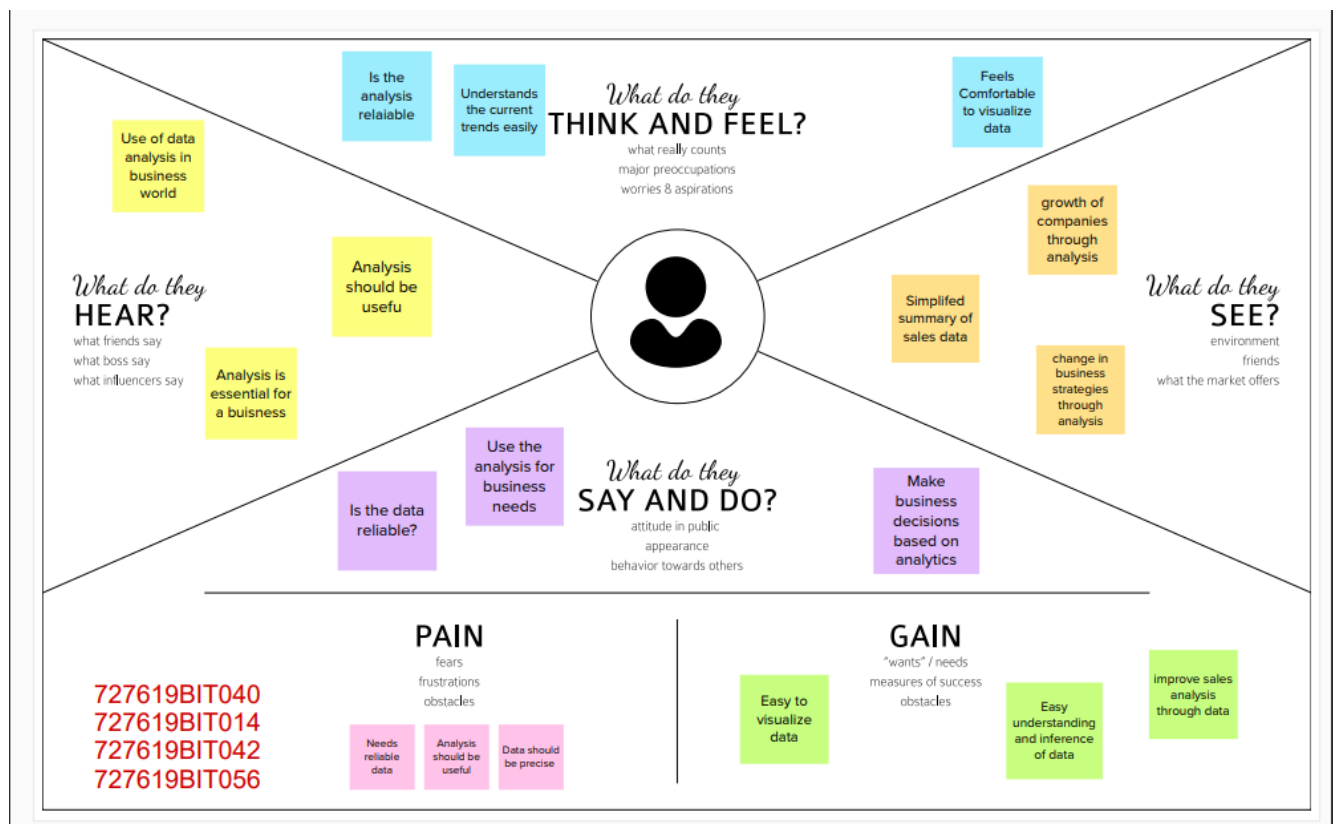 Is the
analysis
relaiable
Understands
the current
trends easily
What do they
THINK AND FEEL?
what really counts
major preoccupations
worries & aspirations
Feels
Comfortable
to visualize
data
Use of data
analysis in
business
world
Analysis
should be
usefu
What do they
HEAR?
what friends say
what boss say
what influencers say
Analysis is
essential for
a buisness
growth of
companies
through
analysis
Simplifed
summary of
sales data
What do they
SEE?
environment
friends
what the market offers
change in
business
strategies
through
analysis
Is the data
reliable?
Use the
analysis for
business
needs
What do they
SAY AND DO?
attitude in public
appearance
behavior towards others
Make
business
decisions
based on
analytics
PAIN
fears
frustrations
obstacles
727619BIT040
727619BIT014
727619BIT042
727619BIT056
Needs
reliable
data
Analysis
should be
useful
Data should
be precise
GAIN
"wants" / needs
measures of success
obstacles
Easy to
visualize
data
Easy
understanding
and inference
of data
improve sales
analysis
through data